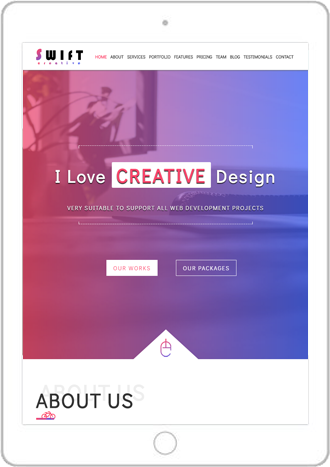 SWIFT
creative
HOME ABOUT SERVICES PORTFOLIO FEATURES PRICING TEAM BLOG TESTIMONIALS CONTACT
I Love CREATIVE Design
VERY SUITABLE TO SUPPORT ALL WEB DEVELOPMENT PROJECTS
OUR WORKS OUR PACKAGES
ABOUT US
ABOUT US